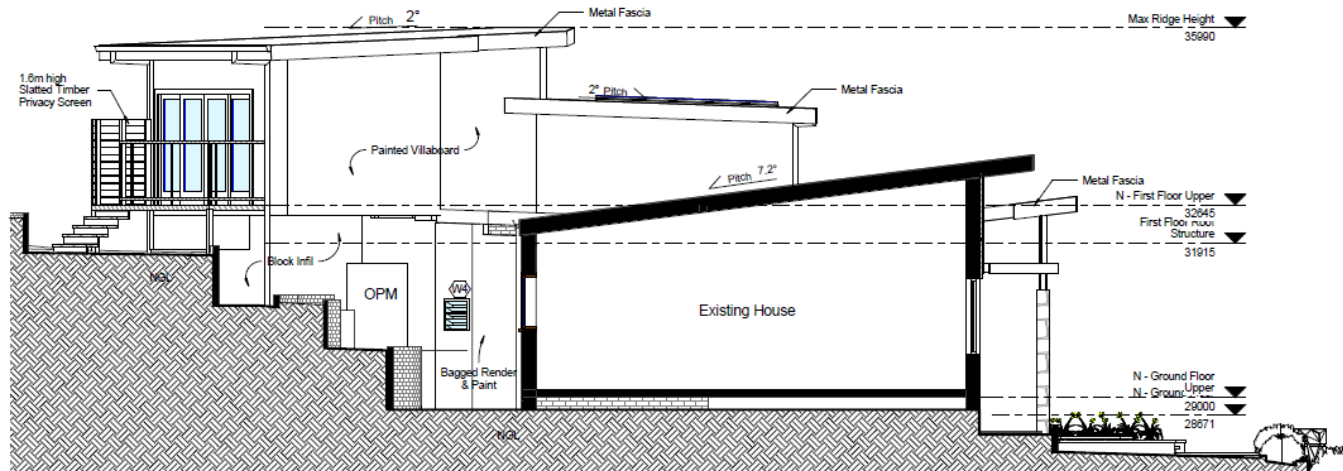 Pitch 2°
Metal Fascia
Max Ridge Height
35990
1.6m high
Slatted Timber
Privacy Screen
2° Pitch
Metal Fascia
Painted Villaboard
Pitch 7.2°
Metal Fascia
N - First Floor Upper
32645
First Floor Roof
Structure
31915
Block Infil
NGL
OPM
W4
Existing House
Bagged Render
& Paint
N - Ground Floor
Upper
N - Ground
29000
28671
NGL